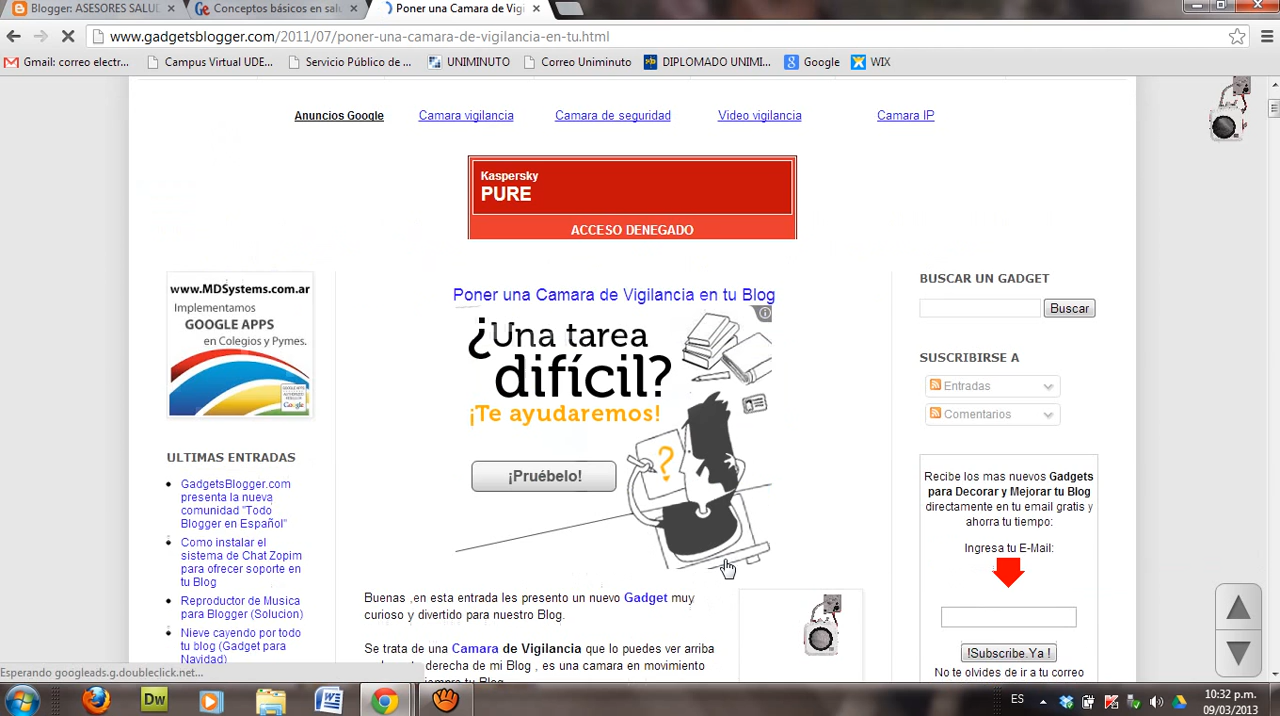 Blogger: ASESORES SALUD
Conceptos básicos en salu
Poner una Camara de Vigi
www.gadgetsblogger.com/2011/07/poner-una-camara-de-vigilancia-en-tu.html
Gmail: correo electr...
Campus Virtual UDE...
Servicio Público de ...
UNIMINUTO
Correo Uniminuto
DIPLOMADO UNIMI...
Google
WIX
Anuncios Google
Camara vigilancia
Camara de seguridad
Video vigilancia
Camara IP
Kaspersky
PURE
ACCESO DENEGADO
www.MDSystems.com.ar
Implementamos
GOOGLE APPS
en Colegios y Pymes.
ULTIMAS ENTRADAS
GadgetsBlogger.com
presenta la nueva
comunidad "Todo
Blogger en Español"
Como instalar el
sistema de Chat Zopim
para ofrecer soporte en
tu Blog
Reproductor de Musica
para Blogger (Solucion)
Nieve cayendo por todo
tu blog (Gadget para
Navidad)
Poner una Camara de Vigilancia en tu Blog
¿Una tarea
difícil?
¡Te ayudaremos!
¡Pruébelo!
Buenas ,en esta entrada les presento un nuevo Gadget muy
curioso y divertido para nuestro Blog.
Se trata de una Camara de Vigilancia que lo puedes ver arriba
derecha de mi Blog , es una camara en movimiento
BUSCAR UN GADGET
Buscar
SUSCRIBIRSE A
Entradas
Comentarios
Recibe los mas nuevos Gadgets
para Decorar y Mejorar tu Blog
directamente en tu email gratis y
ahorra tu tiempo:
Ingresa tu E-Mail:
!Subscribe Ya !
No te olvides de ir a tu correo
Esperando googleads.g.doubleclick.net...
Dw
ES
10:32 p.m.
09/03/2013